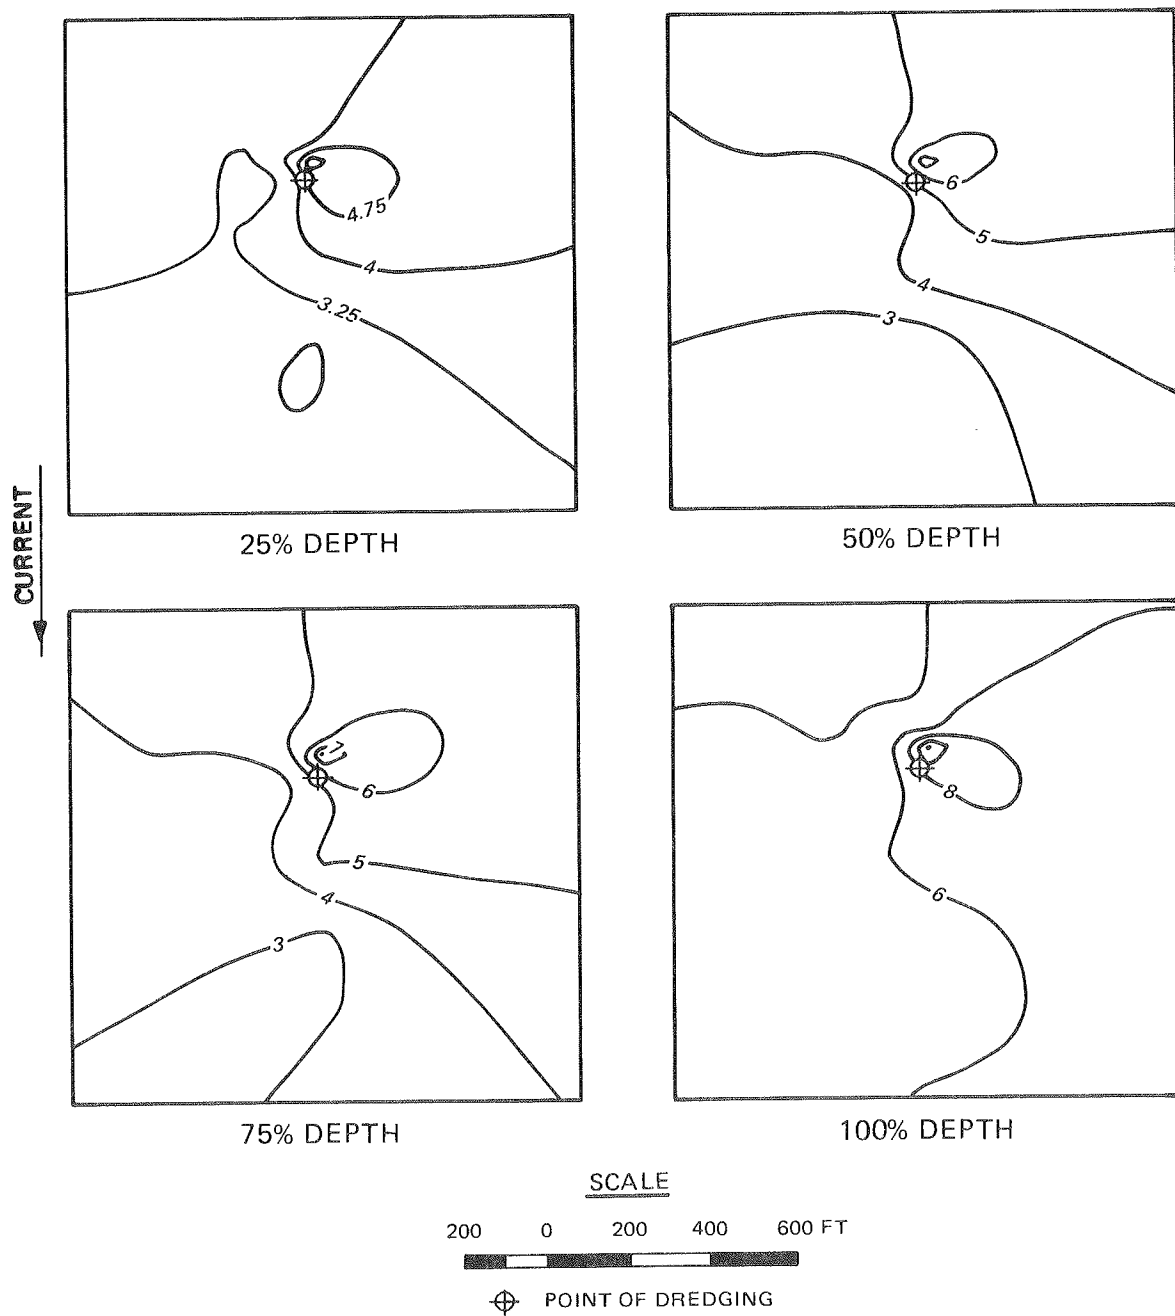 4.75
4
3.25
25% DEPTH
6
5
4
3
50% DEPTH
CURRENT
7
6
5
4
3
75% DEPTH
8
6
100% DEPTH
SCALE
200 0 200 400 600 FT
POINT OF DREDGING